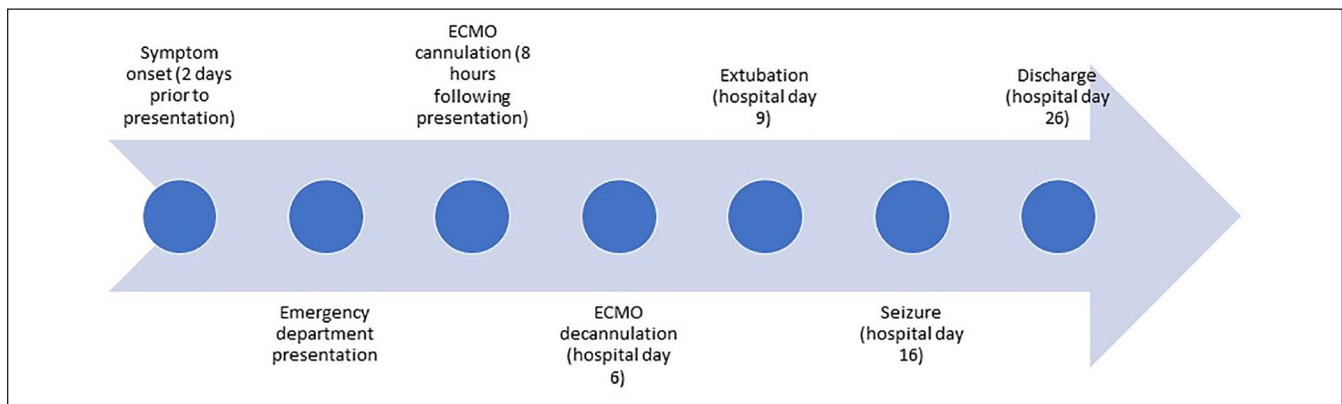 Symptom
onset (2 days
prior to
presentation)
Emergency
department
presentation
ECMO
cannulation (8
hours
following
presentation)
ECMO
decannulation
(hospital day
6)
Extubation
(hospital day
9)
Seizure
(hospital day
16)
Discharge
(hospital day
26)